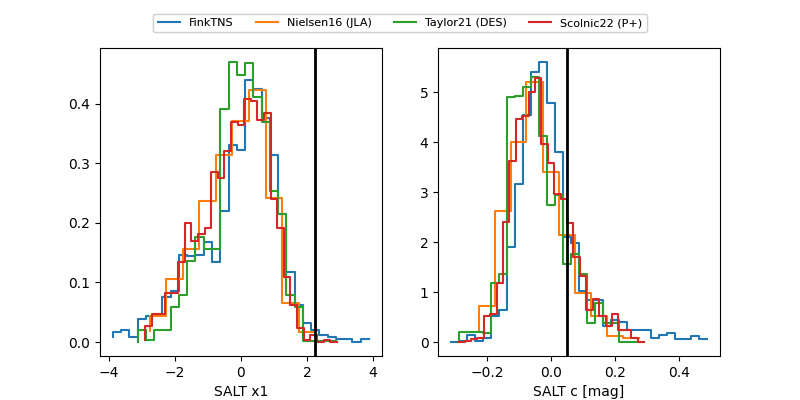 FinkTNS Nielsen16 (JLA) Taylor21 (DES) Scolnic22 (P+)
0.4
0.3
0.2
0.1
0.0
−4 −2 0 2 4
SALT x1
5
4
3
2
1
0
−0.2 0.0 0.2 0.4
SALT c [mag]